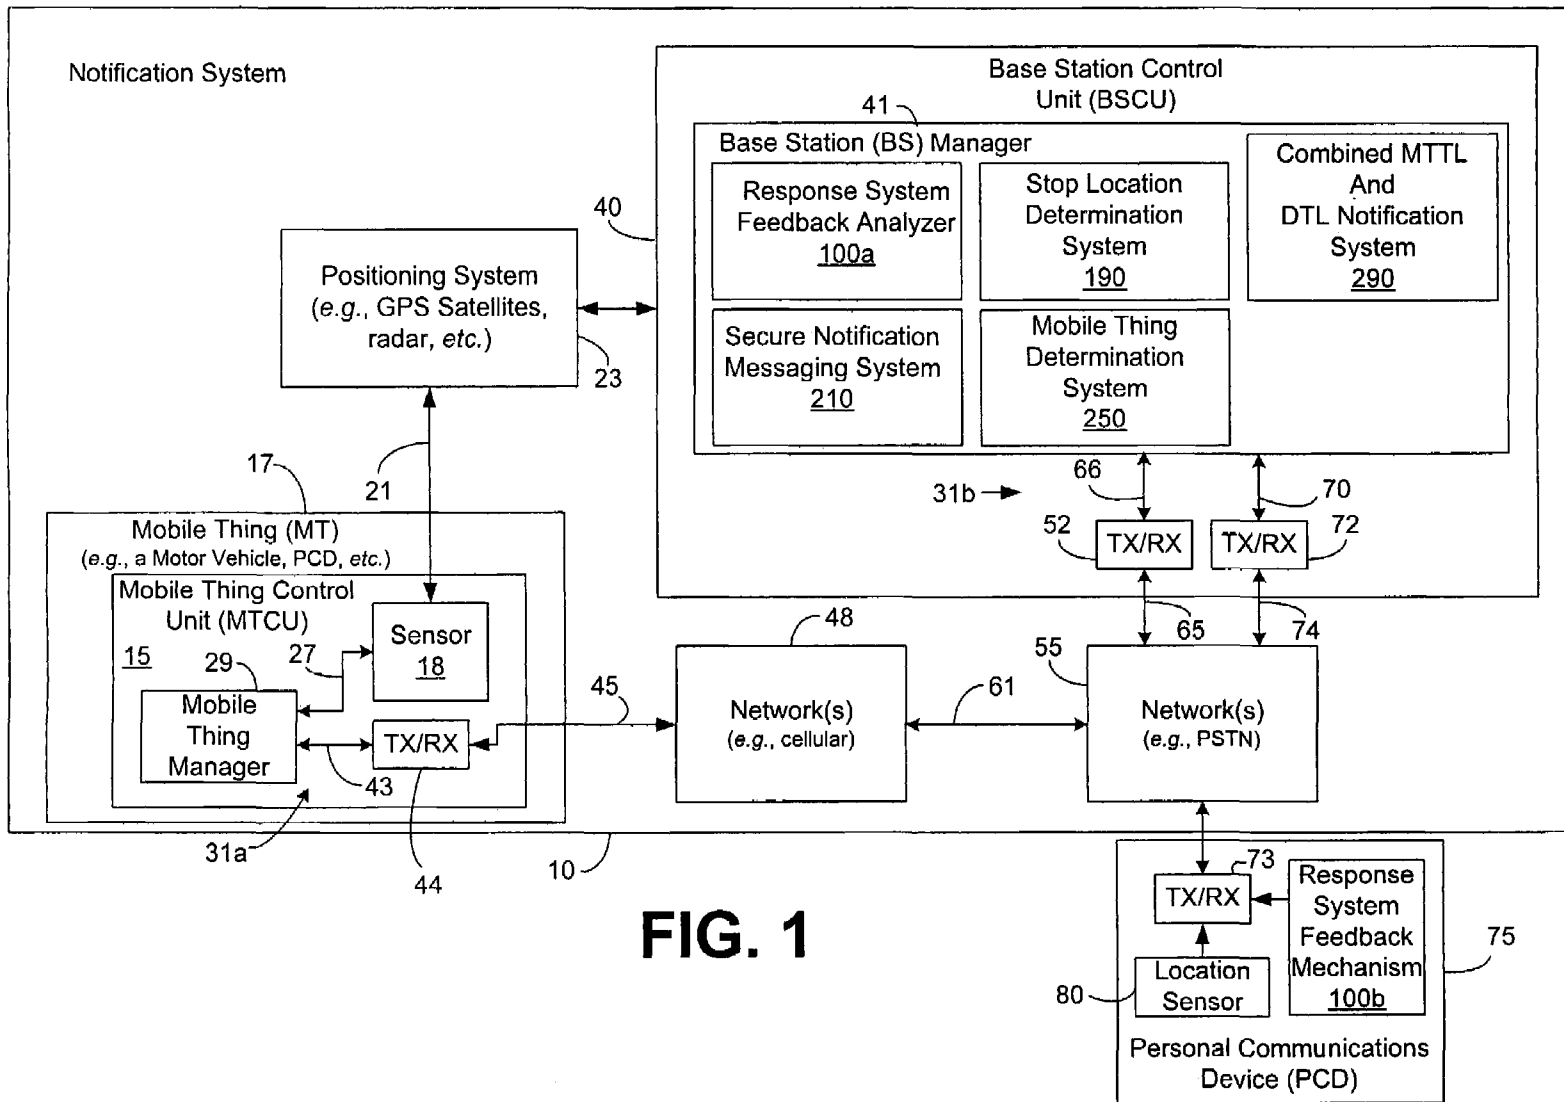 Notification System
Base Station Control
Unit (BSCU)
41
Base Station (BS) Manager
Response System
Feedback Analyzer
100a
Stop Location
Determination
System
190
Combined MTTL
And
DTL Notification
System
290
Secure Notification
Messaging System
210
Mobile Thing
Determination
System
250
40
Positioning System
(e.g., GPS Satellites,
radar, etc.)
23
21
17
66
31b
70
52
TX/RX
TX/RX
72
Mobile Thing (MT)
(e.g., a Motor Vehicle, PCD, etc.)
Mobile Thing Control
Unit (MTCU)
15
Sensor
18
27
29
Mobile
Thing
Manager
TX/RX
43
31a
44
45
48
Network(s)
(e.g., cellular)
61
65
74
55
Network(s)
(e.g., PSTN)
10
73
TX/RX
Response
System
Feedback
Mechanism
100b
75
80
Location
Sensor
Personal Communications
Device (PCD)
FIG. 1